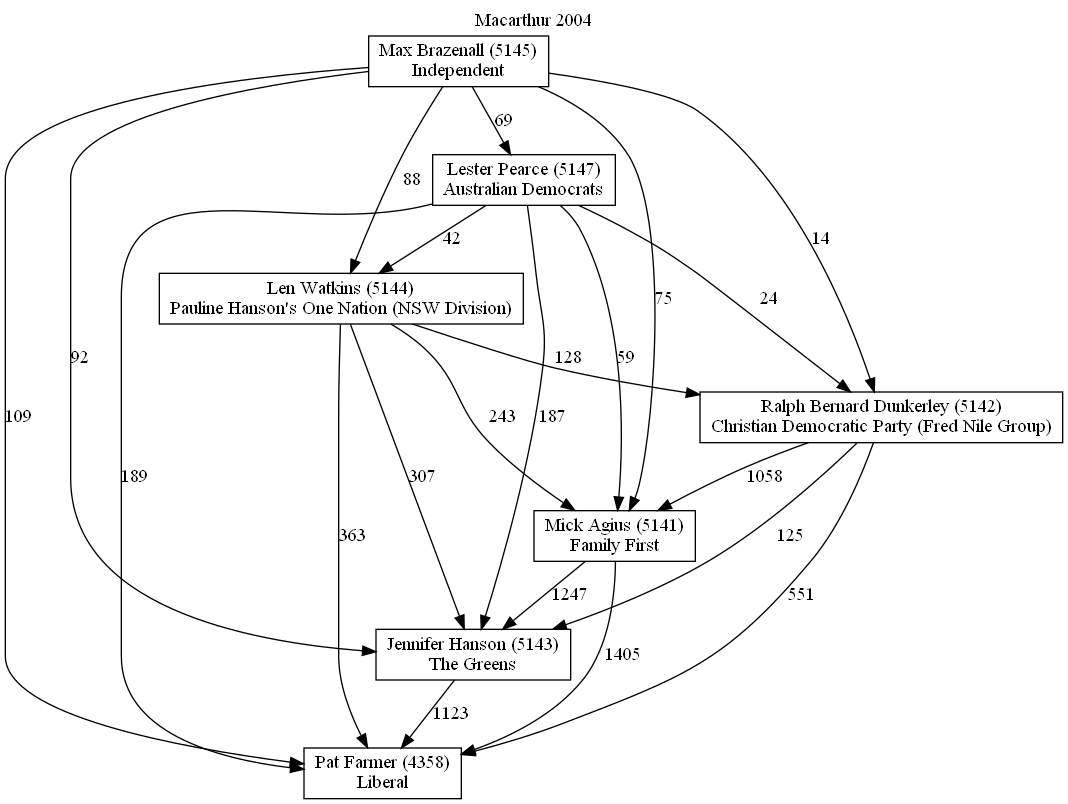 Macarthur 2004
Max Brazenall (5145)
Independent
69
Lester Pearce (5147)
Australian Democrats
88
42
14
Len Watkins (5144)
Pauline Hanson's One Nation (NSW Division)
75
24
92
128
59
109
Ralph Bernard Dunkerley (5142)
Christian Democratic Party (Fred Nile Group)
243
187
189
307
1058
Mick Agius (5141)
Family First
363
125
1247
551
Jennifer Hanson (5143)
The Greens
1405
1123
Pat Farmer (4358)
Liberal